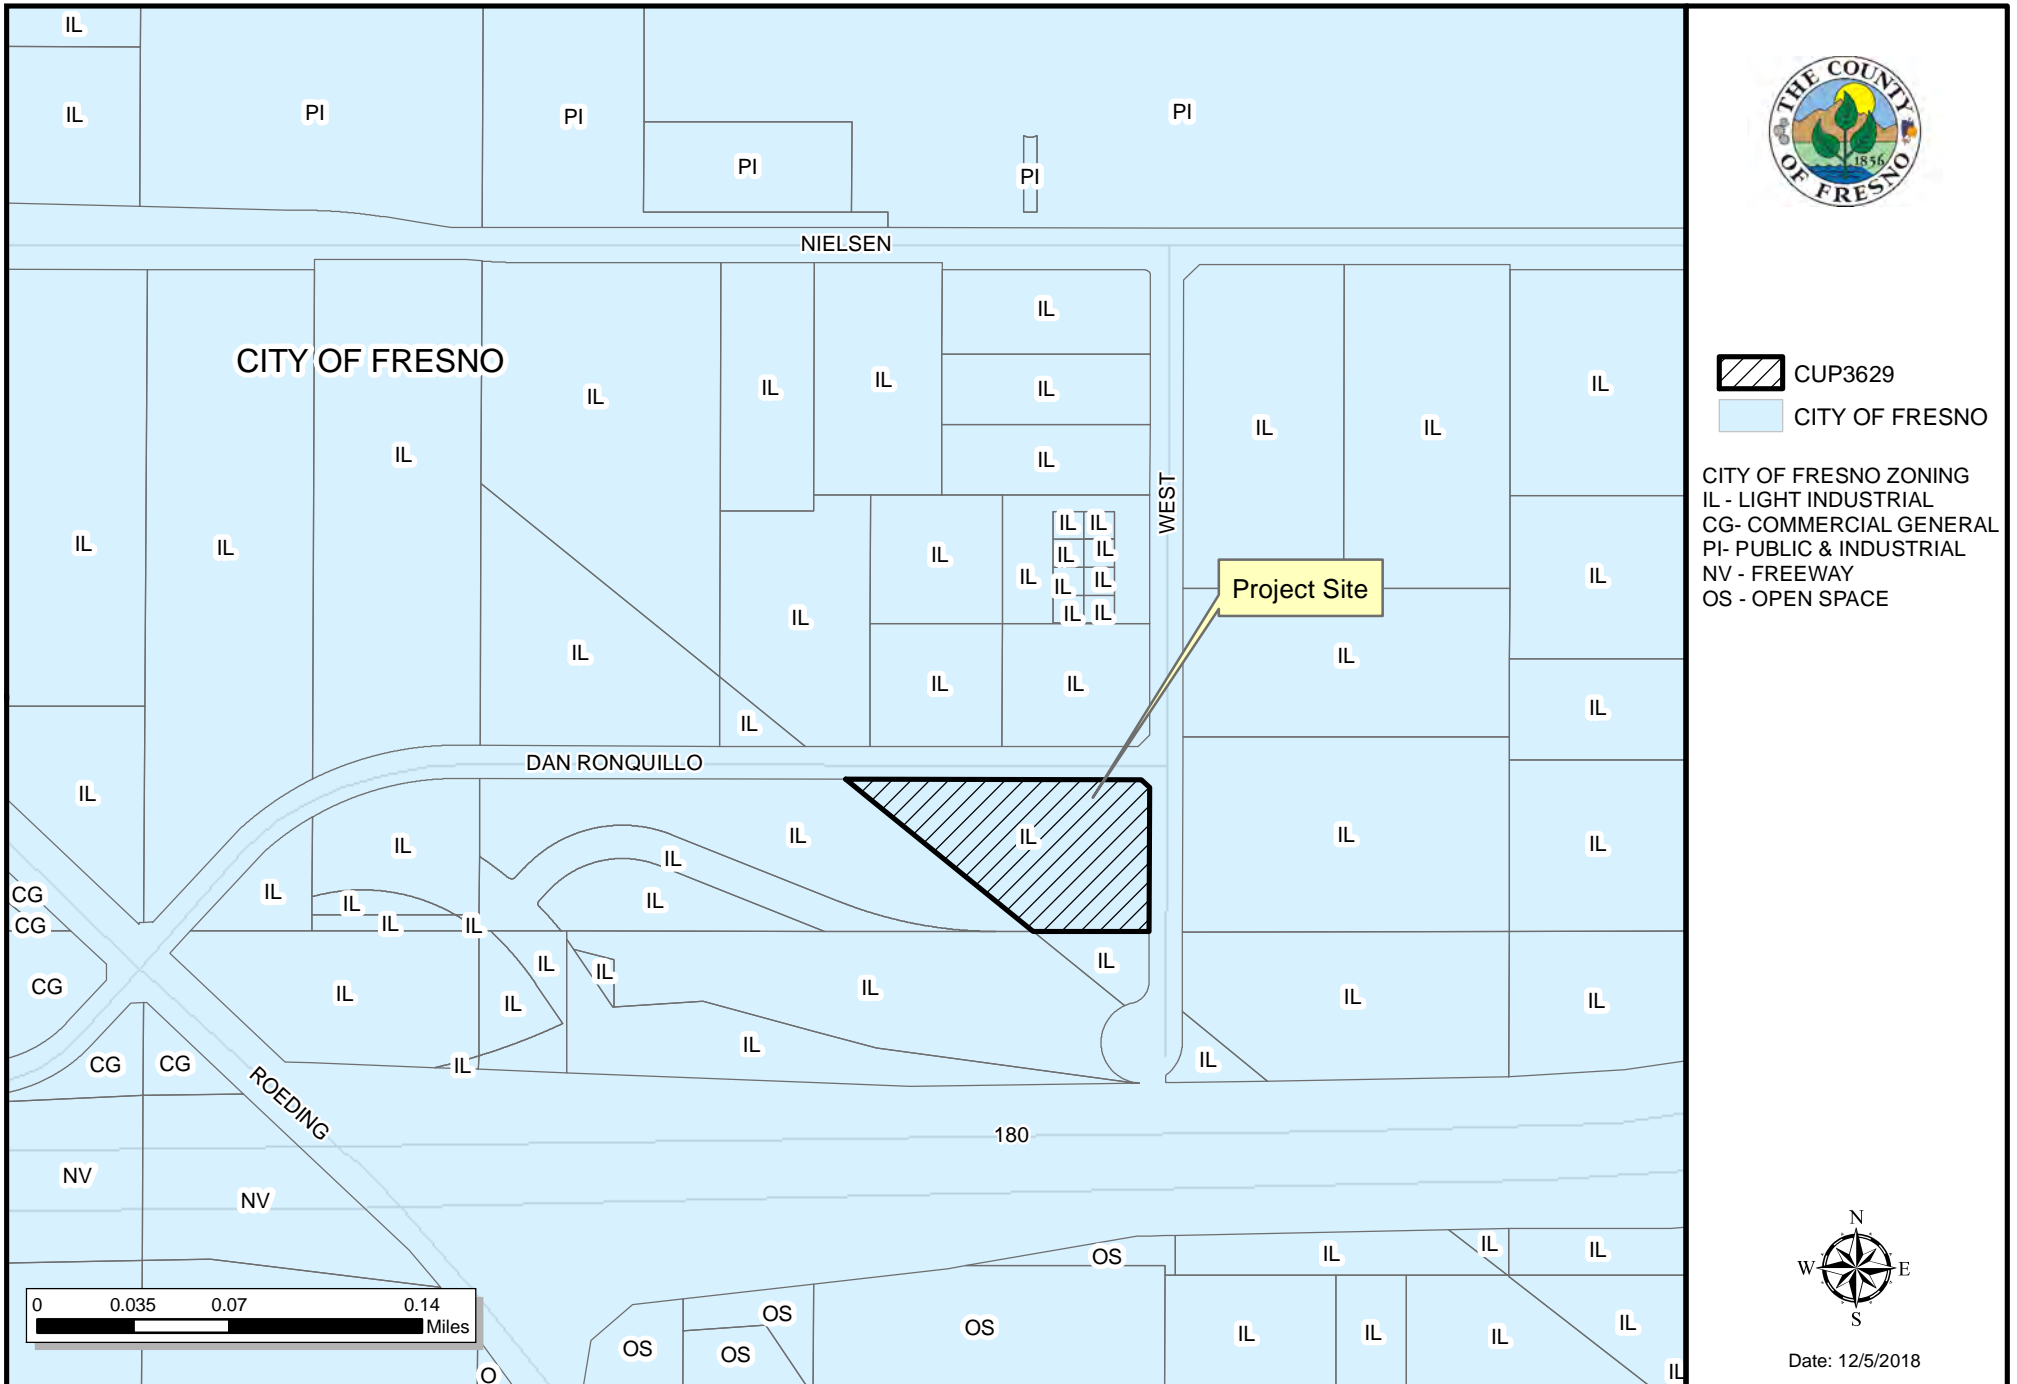 IL
IL
PI
PI
PI
PI
PI
NIELSEN
CITY OF FRESNO
IL
IL
IL
IL
IL
IL
IL
IL
IL
IL
IL
IL
IL
WEST
IL
IL
IL
IL
IL
IL
IL
IL
IL
IL
IL
IL
IL
IL
Project Site
IL
IL
IL
IL
IL
IL
DAN RONQUILLO
IL
IL
IL
IL
IL
IL
IL
IL
IL
IL
IL
IL
IL
CG
CG
CG
IL
IL
IL
IL
IL
IL
IL
IL
IL
IL
IL
CG
CG
ROEDING
180
NV
NV
OS
IL
IL
IL
OS
OS
OS
OS
IL
IL
IL
IL
IL
O
0 0.035 0.07 0.14
Miles
THE COUNTY
OF FRESNO
1856
CUP3629
CITY OF FRESNO
CITY OF FRESNO ZONING
IL - LIGHT INDUSTRIAL
CG- COMMERCIAL GENERAL
PI- PUBLIC & INDUSTRIAL
NV - FREEWAY
OS - OPEN SPACE
N
W E
S
Date: 12/5/2018